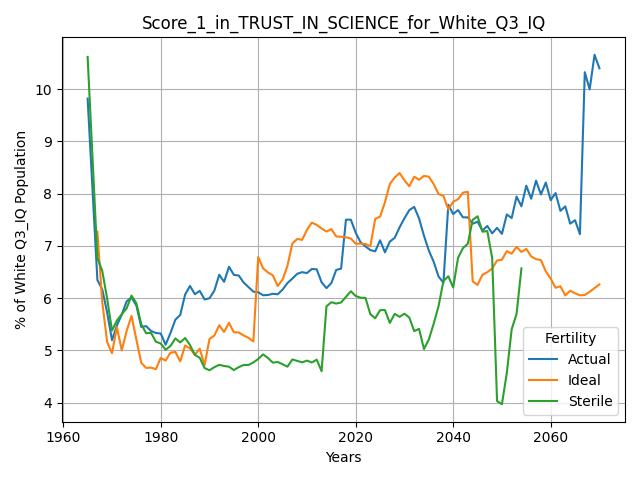 Score_1_in_TRUST_IN_SCIENCE_for_White_Q3_IQ
% of White Q3_IQ Population
10
9
8
7
6
5
4
Fertility
Actual
Ideal
Sterile
1960 1980 2000 2020 2040 2060
Years